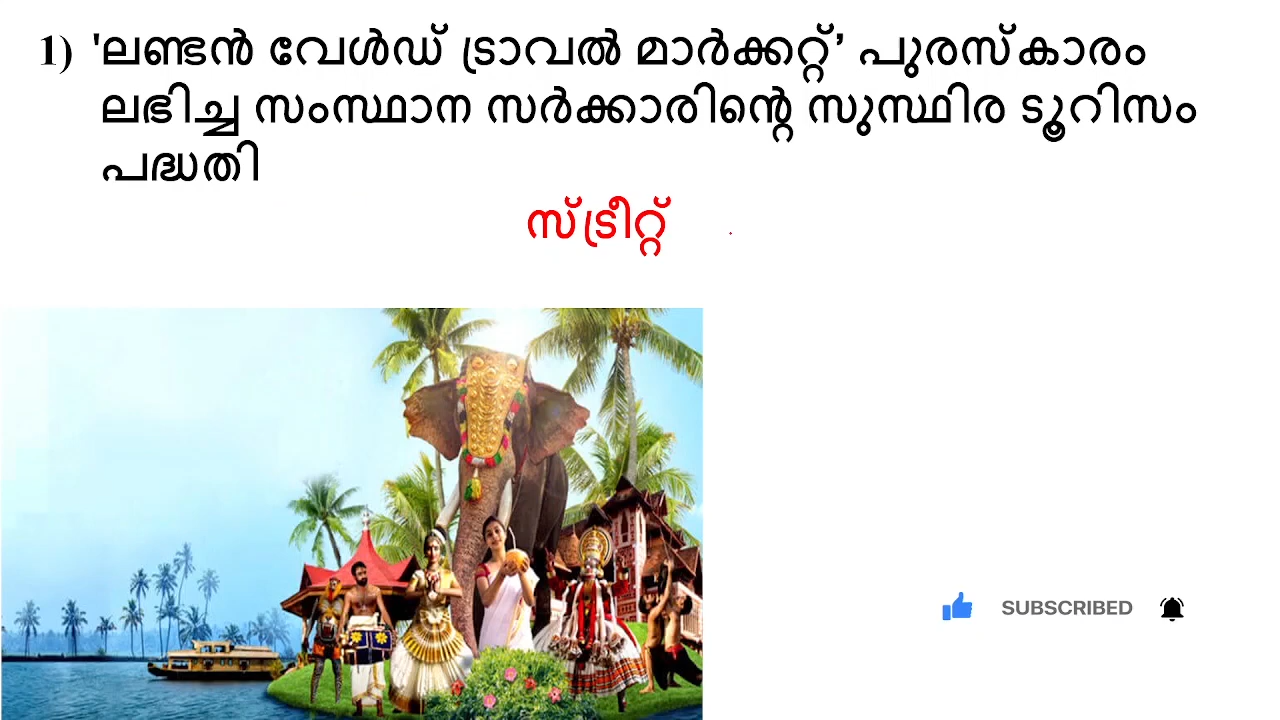 1) 'ലണ്ടൻ വേൾഡ് ട്രാവൽ മാർക്കറ്റ്’ പുരസ്കാരം
ലഭിച്ച സംസ്ഥാന സർക്കാരിന്റെ സുസ്ഥിര ടൂറിസം
പദ്ധതി
സ്ട്രീറ്റ്
SUBSCRIBED